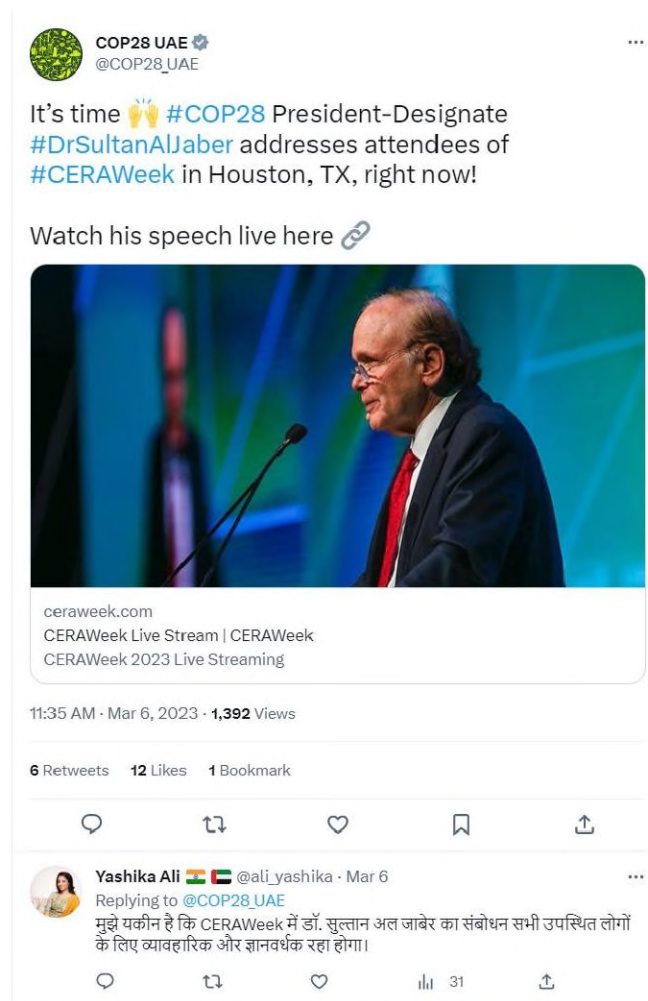 COP28 UAE
@COP28_UAE
It's time 🙌 #COP28 President-Designate
#DrSultanAlJaber addresses attendees of
#CERAWeek in Houston, TX, right now!
Watch his speech live here 🔗
ceraweek.com
CERAWeek Live Stream | CERAWeek
CERAWeek 2023 Live Streaming
11:35 AM · Mar 6, 2023 · 1,392 Views
6 Retweets 12 Likes 1 Bookmark
Yashika Ali 🇮🇳 🇦🇪 @ali_yashika · Mar 6
Replying to @COP28_UAE
मुझे यकीन है कि CERAWeek में डॉ. सुल्तान अल जाबेर का संबोधन सभी उपस्थित लोगों
के लिए व्यावहारिक और ज्ञानवर्धक रहा होगा।
31